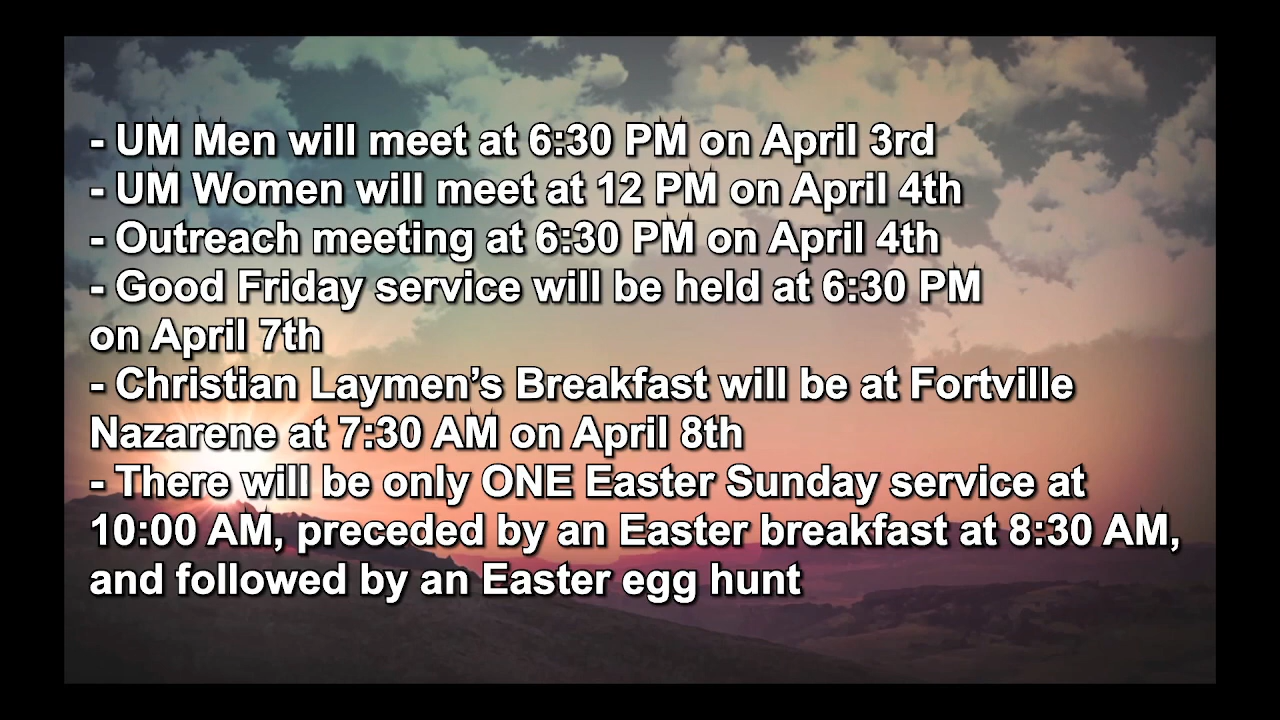 - UM Men will meet at 6:30 PM on April 3rd
- UM Women will meet at 12 PM on April 4th
- Outreach meeting at 6:30 PM on April 4th
- Good Friday service will be held at 6:30 PM
on April 7th
- Christian Laymen’s Breakfast will be at Fortville
Nazarene at 7:30 AM on April 8th
- There will be only ONE Easter Sunday service at
10:00 AM, preceded by an Easter breakfast at 8:30 AM,
and followed by an Easter egg hunt